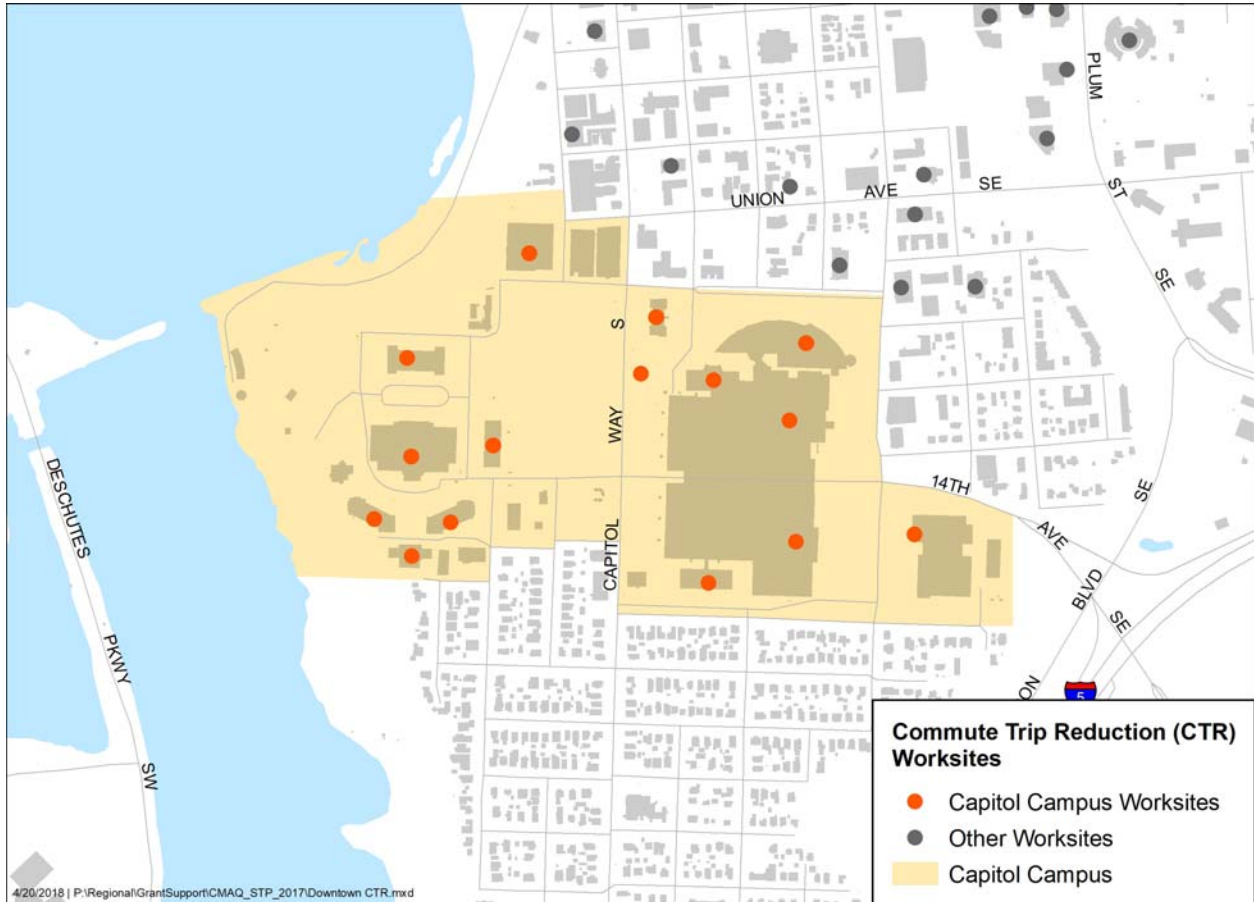 PLUM
ST
SE
UNION AVE SE
S
WAY
CAPITOL
14TH
AVE
SE
SE
BLVD
ON
5
DESCHUTES
PKWY
SW
Commute Trip Reduction (CTR)
Worksites
Capitol Campus Worksites
Other Worksites
Capitol Campus
4/20/2018 | P:\Regional\GrantSupport\CMAQ_STP_2017\Downtown CTR.mxd